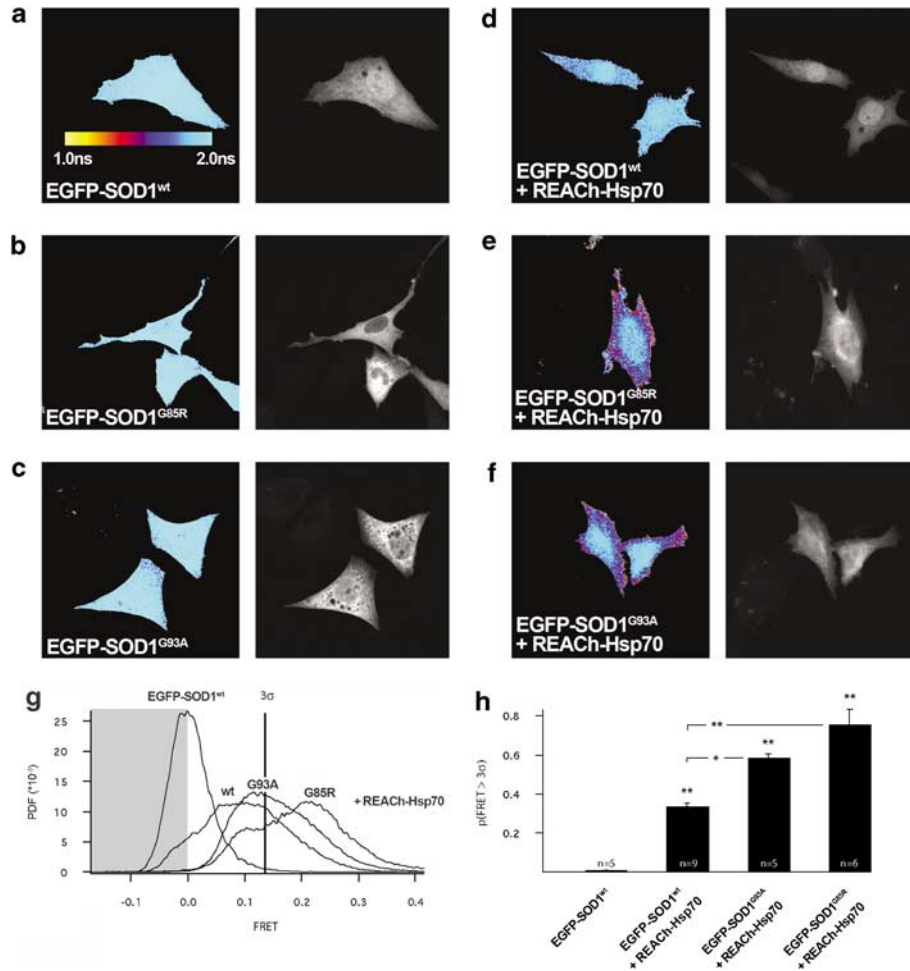 a
1.0ns 2.0ns
EGFP-SOD1wt
b
EGFP-SOD1G85R
c
EGFP-SOD1G93A
d
EGFP-SOD1wt
+ REACh-Hsp70
e
EGFP-SOD1G85R
+ REACh-Hsp70
f
EGFP-SOD1G93A
+ REACh-Hsp70
g
EGFP-SOD1wt
3σ
wt
G93A
G85R
+ REACh-Hsp70
PDF (*10⁻³)
25
20
15
10
5
0
-0.1 0.0 0.1 0.2 0.3 0.4
FRET
h
p(FRET > 3σ)
0.8
0.6
0.4
0.2
**
**
*
**
**
n=5 n=9 n=5 n=6
EGFP-SOD1wt
EGFP-SOD1wt
+ REACh-Hsp70
EGFP-SOD1G93A
+ REACh-Hsp70
EGFP-SOD1G85R
+ REACh-Hsp70